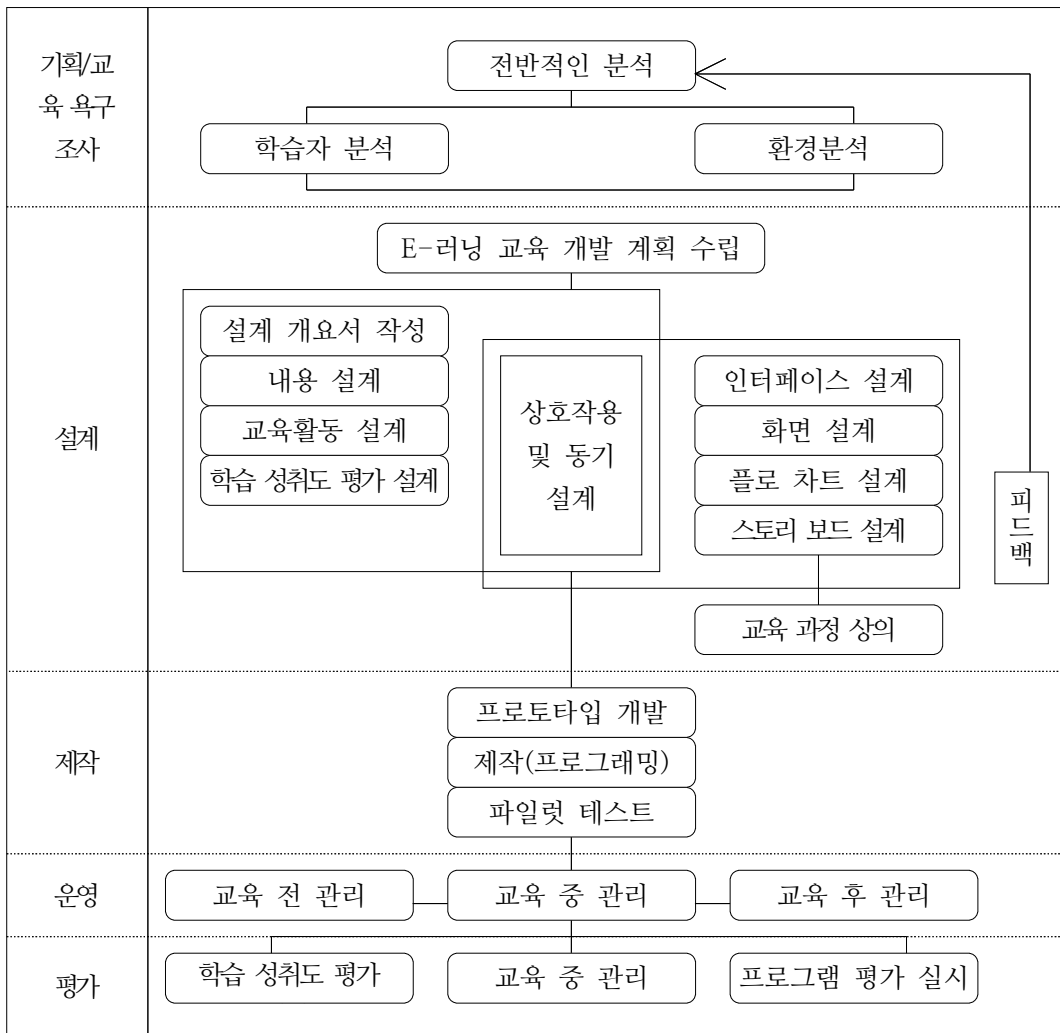 기획/교
육 욕구
조사
전반적인 분석
학습자 분석
환경분석
설계
E-러닝 교육 개발 계획 수립
설계 개요서 작성
내용 설계
교육활동 설계
학습 성취도 평가 설계
상호작용
및 동기
설계
인터페이스 설계
화면 설계
플로 차트 설계
스토리 보드 설계
교육 과정 상의
피
드
백
제작
프로토타입 개발
제작(프로그래밍)
파일럿 테스트
운영
교육 전 관리
교육 중 관리
교육 후 관리
평가
학습 성취도 평가
교육 중 관리
프로그램 평가 실시